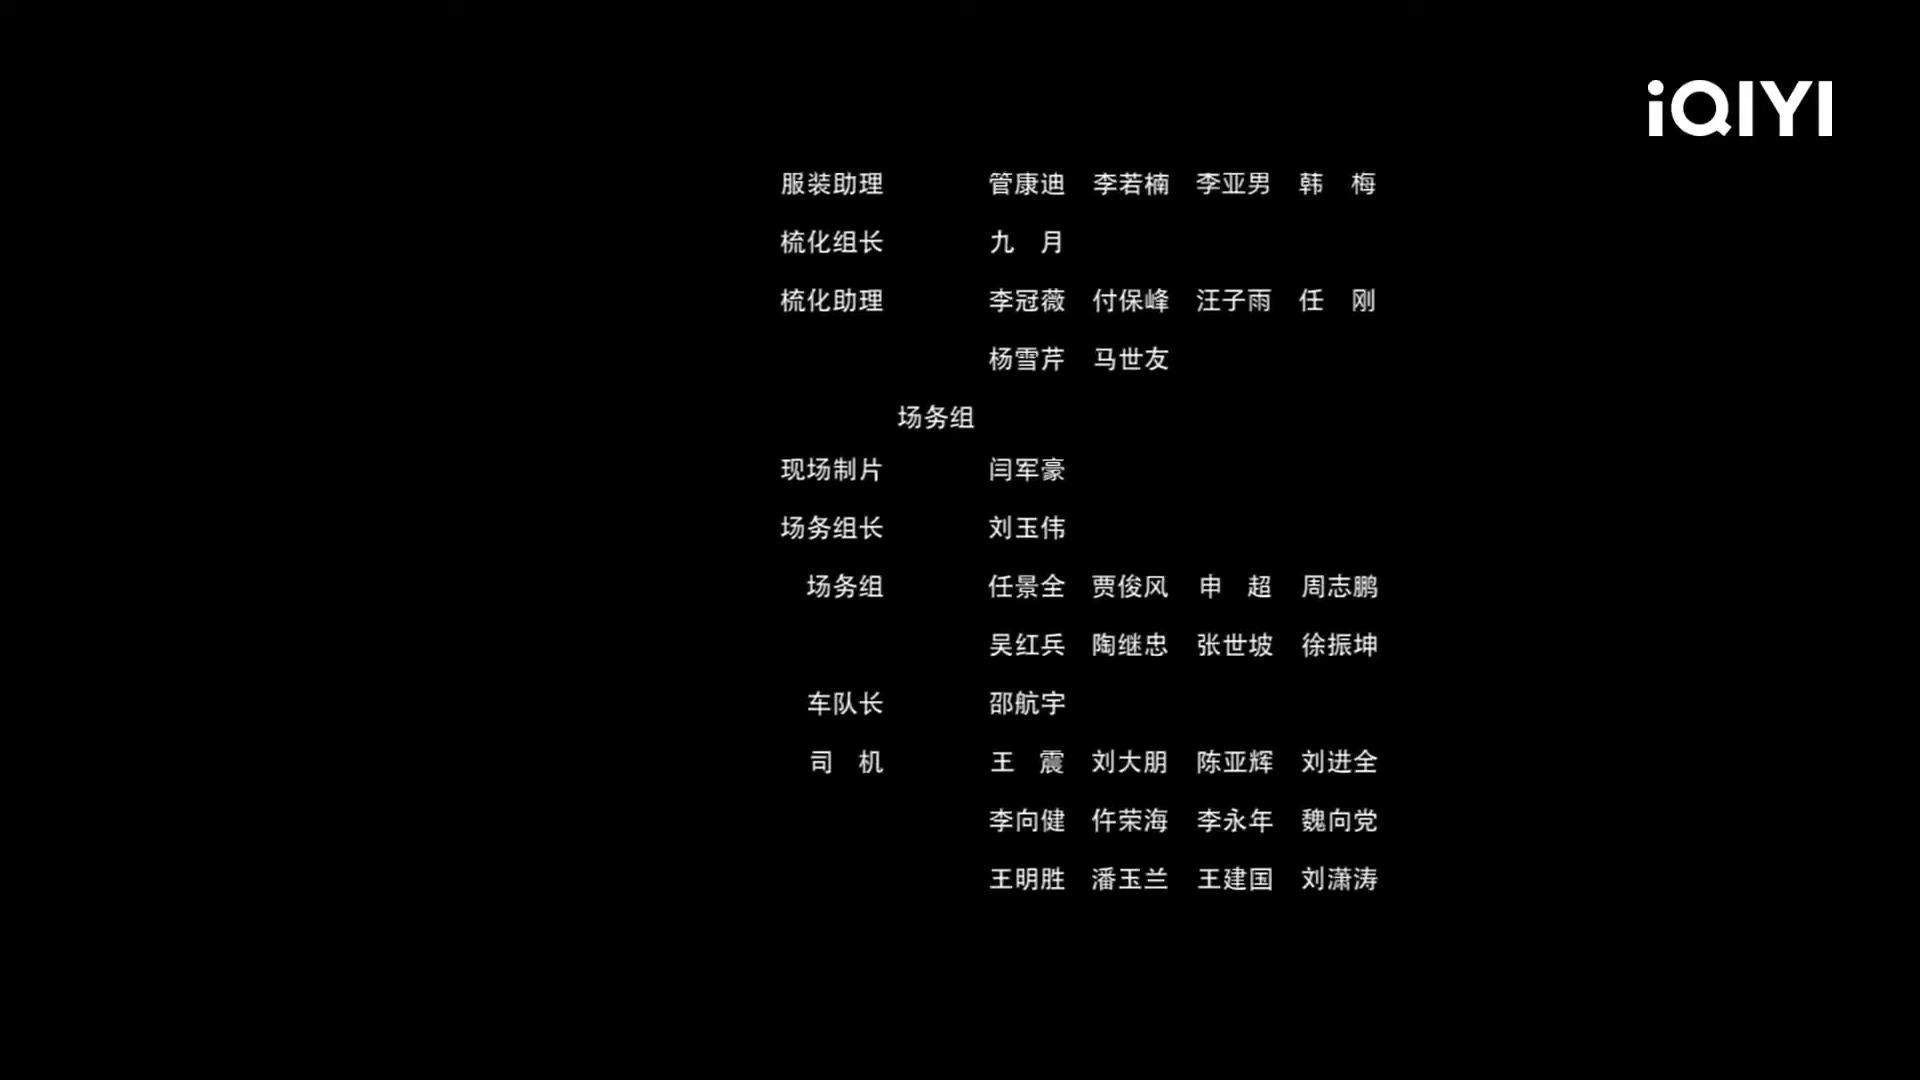 iQIYI
服装助理 管康迪 李若楠 李亚男 韩 梅
梳化组长 九 月
梳化助理 李冠薇 付保峰 汪子雨 任 刚
杨雪芹 马世友
场务组
现场制片 闫军豪
场务组长 刘玉伟
场务组 任景全 贾俊风 申 超 周志鹏
吴红兵 陶继忠 张世坡 徐振坤
车队长 邵航宇
司 机 王 震 刘大朋 陈亚辉 刘进全
李向健 仵荣海 李永年 魏向党
王明胜 潘玉兰 王建国 刘潇涛